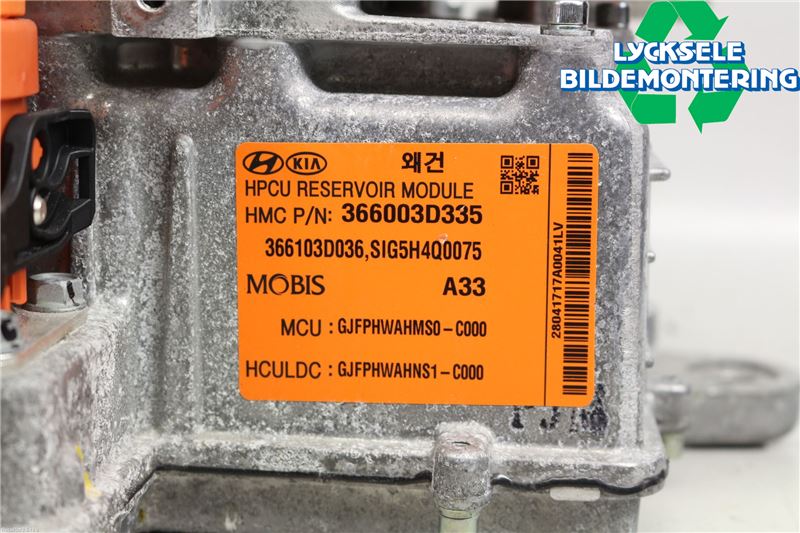 LYCKSELE
BILDEMONTERING
HYUNDAI KIA 왜건
HPCU RESERVOIR MODULE
HMC P/N: 366003D335
366103D036,SIG5H4Q0075
MOBIS A33
MCU : GJFPHWAHMS0-C000
HCULDC : GJFPHWAHNS1-C000
28041717A0041LV